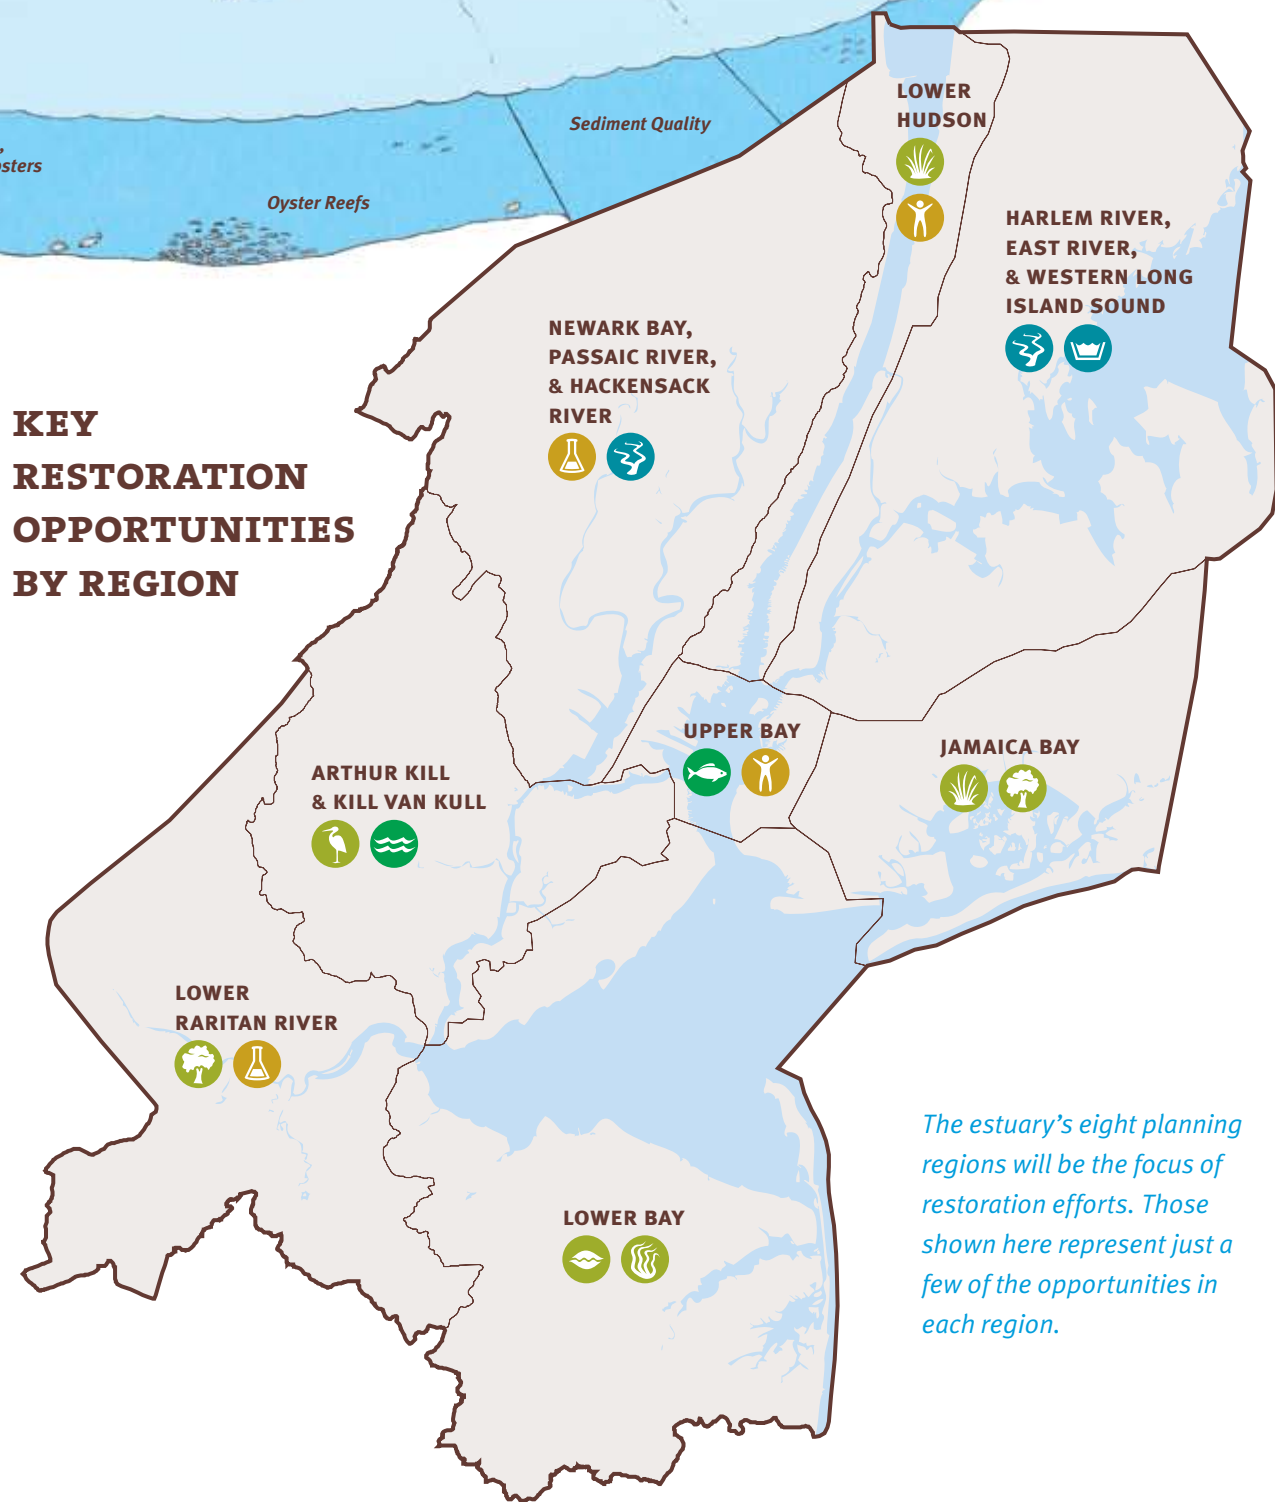 Sediment Quality
Oyster Reefs
KEY
RESTORATION
OPPORTUNITIES
BY REGION
LOWER
HUDSON
HARLEM RIVER,
EAST RIVER,
& WESTERN LONG
ISLAND SOUND
NEWARK BAY,
PASSAIC RIVER,
& HACKENSACK
RIVER
UPPER BAY
JAMAICA BAY
ARTHUR KILL
& KILL VAN KULL
LOWER
RARITAN RIVER
LOWER BAY
The estuary’s eight planning
regions will be the focus of
restoration efforts. Those
shown here represent just a
few of the opportunities in
each region.